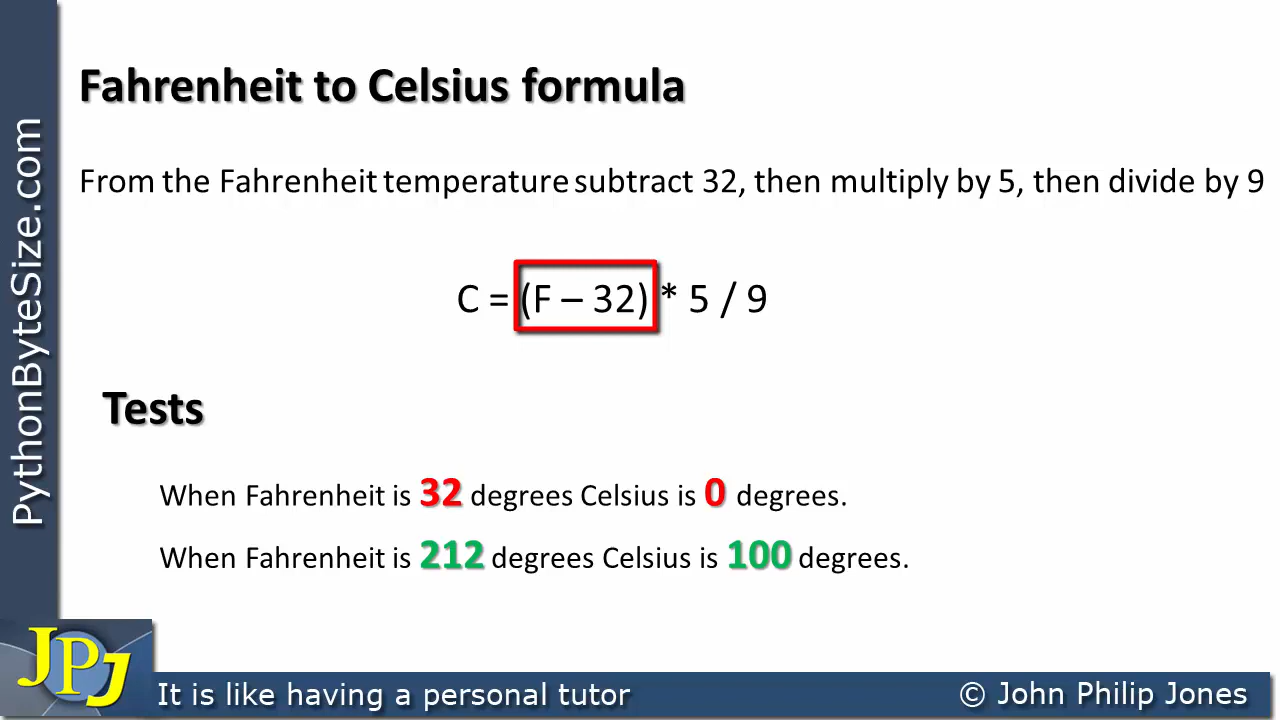 Fahrenheit to Celsius formula
From the Fahrenheit temperature subtract 32, then multiply by 5, then divide by 9
C = (F – 32) * 5 / 9
Tests
When Fahrenheit is 32 degrees Celsius is 0 degrees.
When Fahrenheit is 212 degrees Celsius is 100 degrees.
PythonByteSize.com
JPJ
It is like having a personal tutor
© John Philip Jones